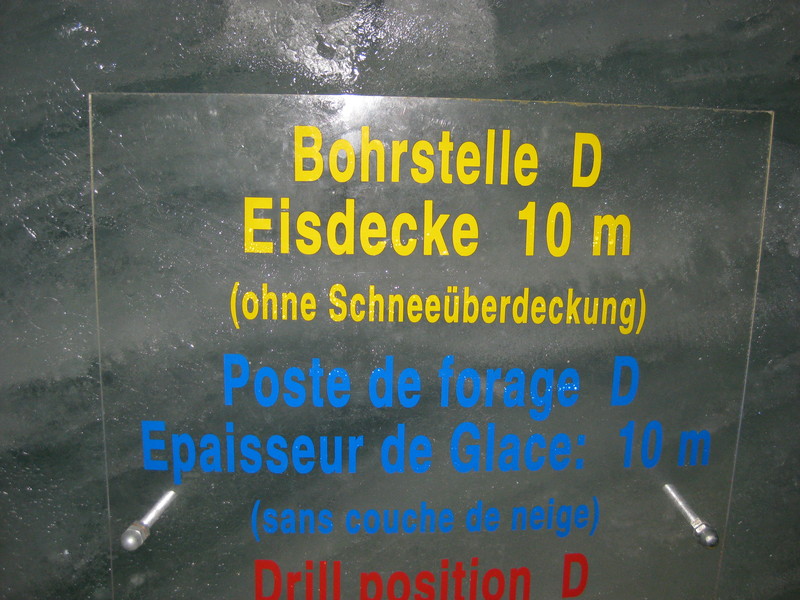 Bohrstelle D
Eisdecke 10 m
(ohne Schneeüberdeckung)
Poste de forage D
Epaisseur de Glace: 10 m
(sans couche de neige)
Drill position D